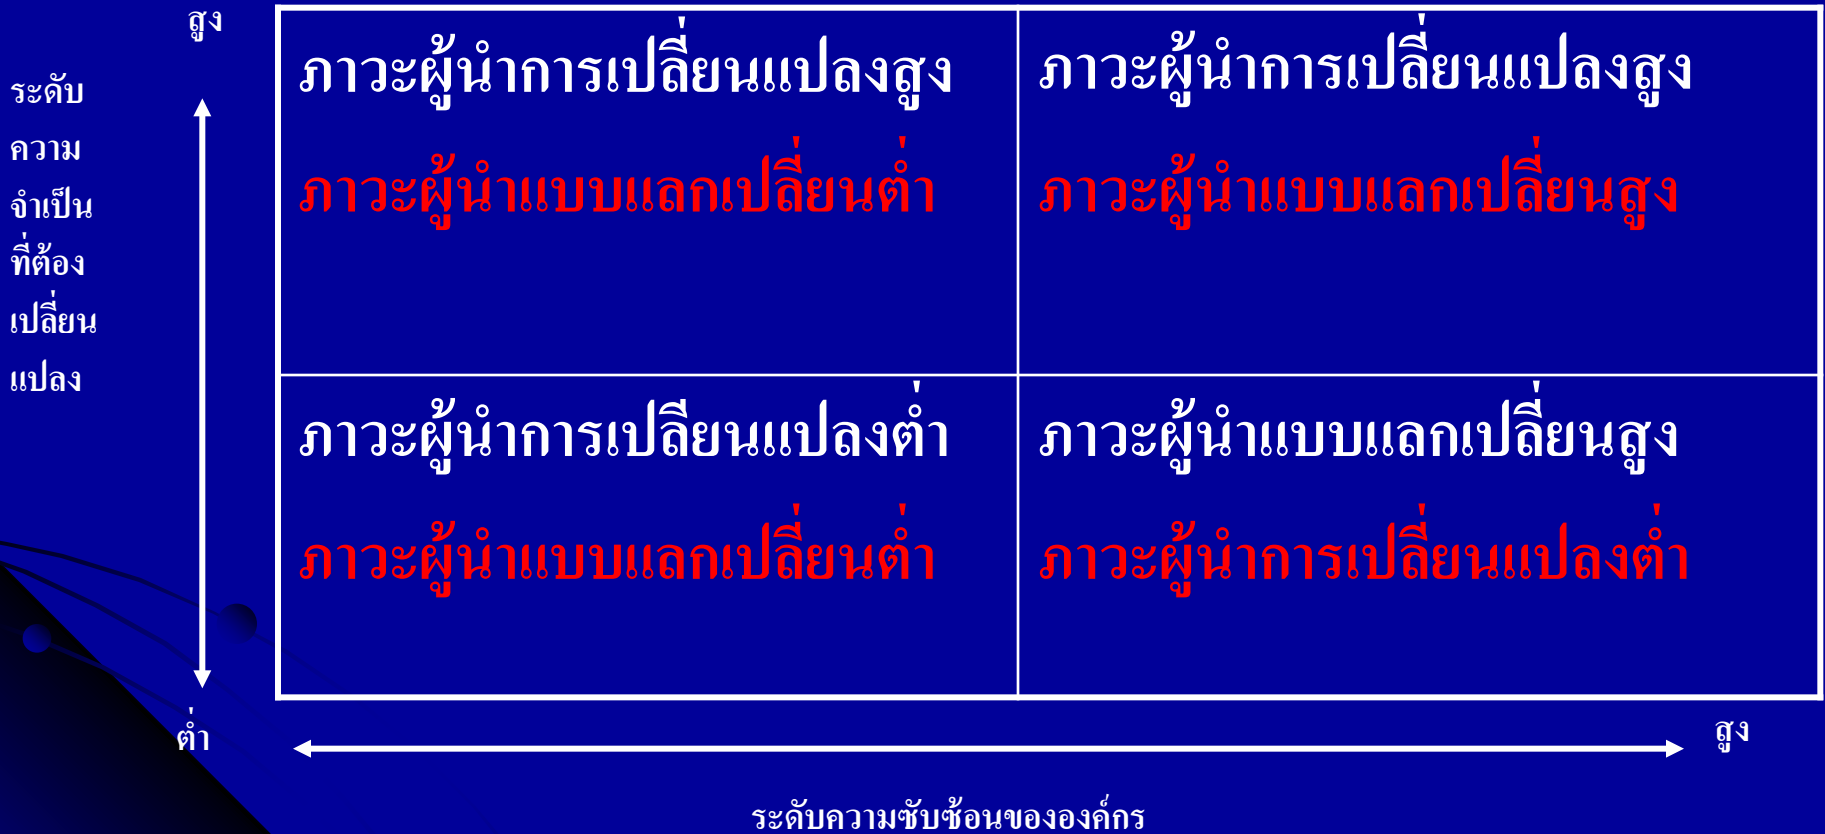 สูง
ระดับ
ความ
จำเป็น
ที่ต้อง
เปลี่ยน
แปลง
ต่ำ
ภาวะผู้นำการเปลี่ยนแปลงสูง
ภาวะผู้นำแบบแลกเปลี่ยนต่ำ
ภาวะผู้นำการเปลี่ยนแปลงสูง
ภาวะผู้นำแบบแลกเปลี่ยนสูง
ภาวะผู้นำการเปลียนแปลงต่ำ
ภาวะผู้นำแบบแลกเปลี่ยนต่ำ
ภาวะผู้นำแบบแลกเปลี่ยนสูง
ภาวะผู้นำการเปลี่ยนแปลงต่ำ
สูง
ระดับความซับซ้อนขององค์กร